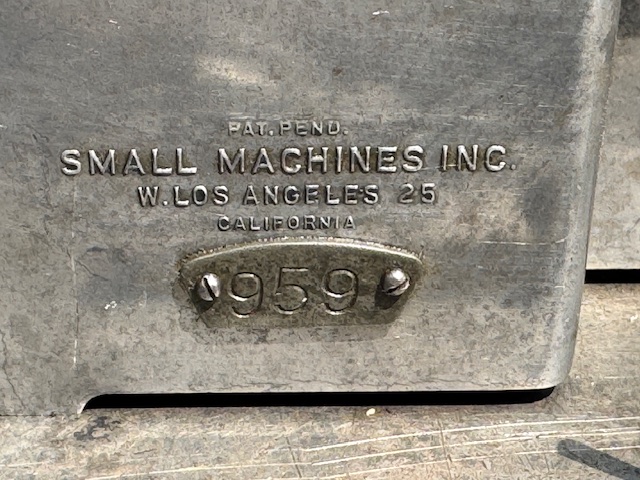 PAT. PEND.
SMALL MACHINES INC.
W. LOS ANGELES 25
CALIFORNIA
959